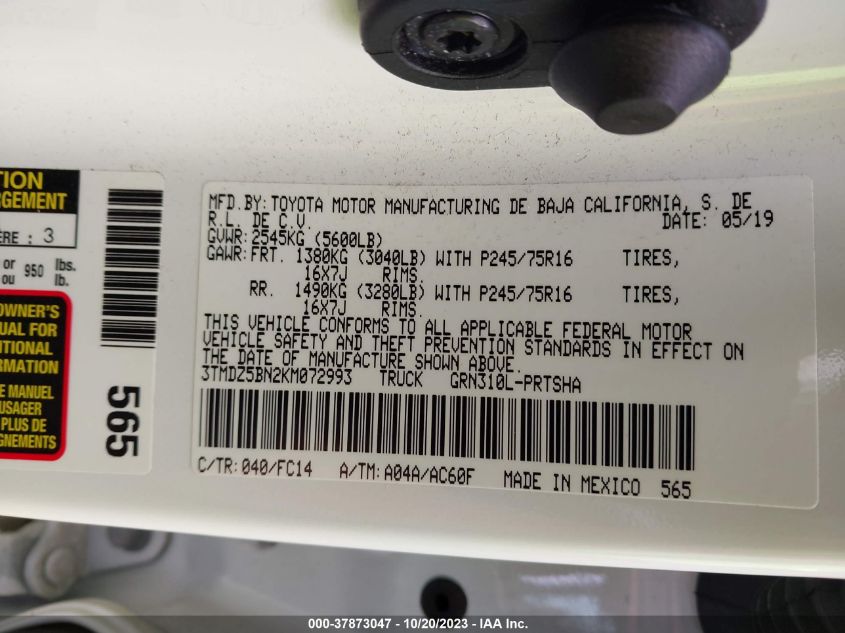 TION
RGEMENT
ÈRE : 3
or 950 lbs.
ou lb.
OWNER'S
UAL FOR
ITIONAL
RMATION
E MANUEL
USAGER
PLUS DE
GNEMENTS
565
MFD.BY: TOYOTA MOTOR MANUFACTURING DE BAJA CALIFORNIA, S. DE
R.L. DE C.V. DATE: 05/19
GVWR: 2545KG (5600LB)
GAWR: FRT. 1380KG (3040LB) WITH P245/75R16 TIRES,
16X7J RIMS.
RR. 1490KG (3280LB) WITH P245/75R16 TIRES,
16X7J RIMS.
THIS VEHICLE CONFORMS TO ALL APPLICABLE FEDERAL MOTOR
VEHICLE SAFETY AND THEFT PREVENTION STANDARDS IN EFFECT ON
THE DATE OF MANUFACTURE SHOWN ABOVE.
3TMDZ5BN2KM072993 TRUCK GRN310L-PRTSHA
C/TR: 040/FC14 A/TM: A04A/AC60F MADE IN MEXICO 565
000-37873047 - 10/20/2023 - IAA Inc.